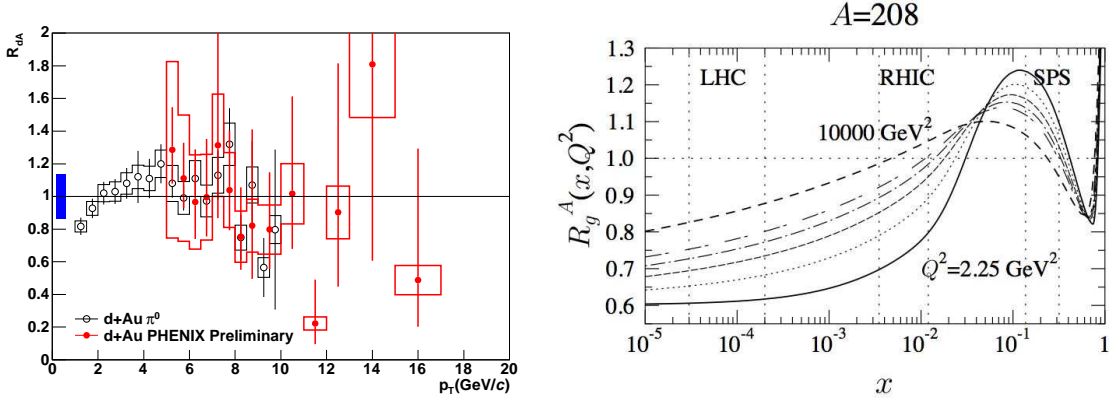 R_dA
2
1.8
1.6
1.4
1.2
1
0.8
0.6
0.4
0.2
0
d+Au π⁰
d+Au PHENIX Preliminary
0 2 4 6 8 10 12 14 16 18 20
p_T(GeV/c)
A=208
R_g^A(x,Q²)
1.3
1.2
1.1
1.0
0.9
0.8
0.7
0.6
LHC RHIC SPS
10000 GeV²
Q²=2.25 GeV²
10⁻⁵ 10⁻⁴ 10⁻³ 10⁻² 10⁻¹ 1
x